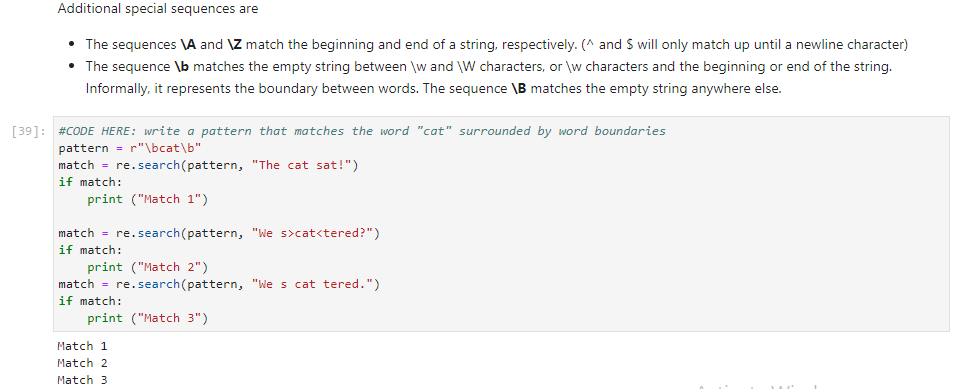 Additional special sequences are
• The sequences \A and \Z match the beginning and end of a string, respectively. (^ and $ will only match up until a newline character)
• The sequence \b matches the empty string between \w and \W characters, or \w characters and the beginning or end of the string.
Informally, it represents the boundary between words. The sequence \B matches the empty string anywhere else.
[39]: #CODE HERE: write a pattern that matches the word "cat" surrounded by word boundaries
pattern = r"\bcat\b"
match = re.search(pattern, "The cat sat!")
if match:
    print ("Match 1")

match = re.search(pattern, "We s>cat<tered?")
if match:
    print ("Match 2")
match = re.search(pattern, "We s cat tered.")
if match:
    print ("Match 3")
Match 1
Match 2
Match 3